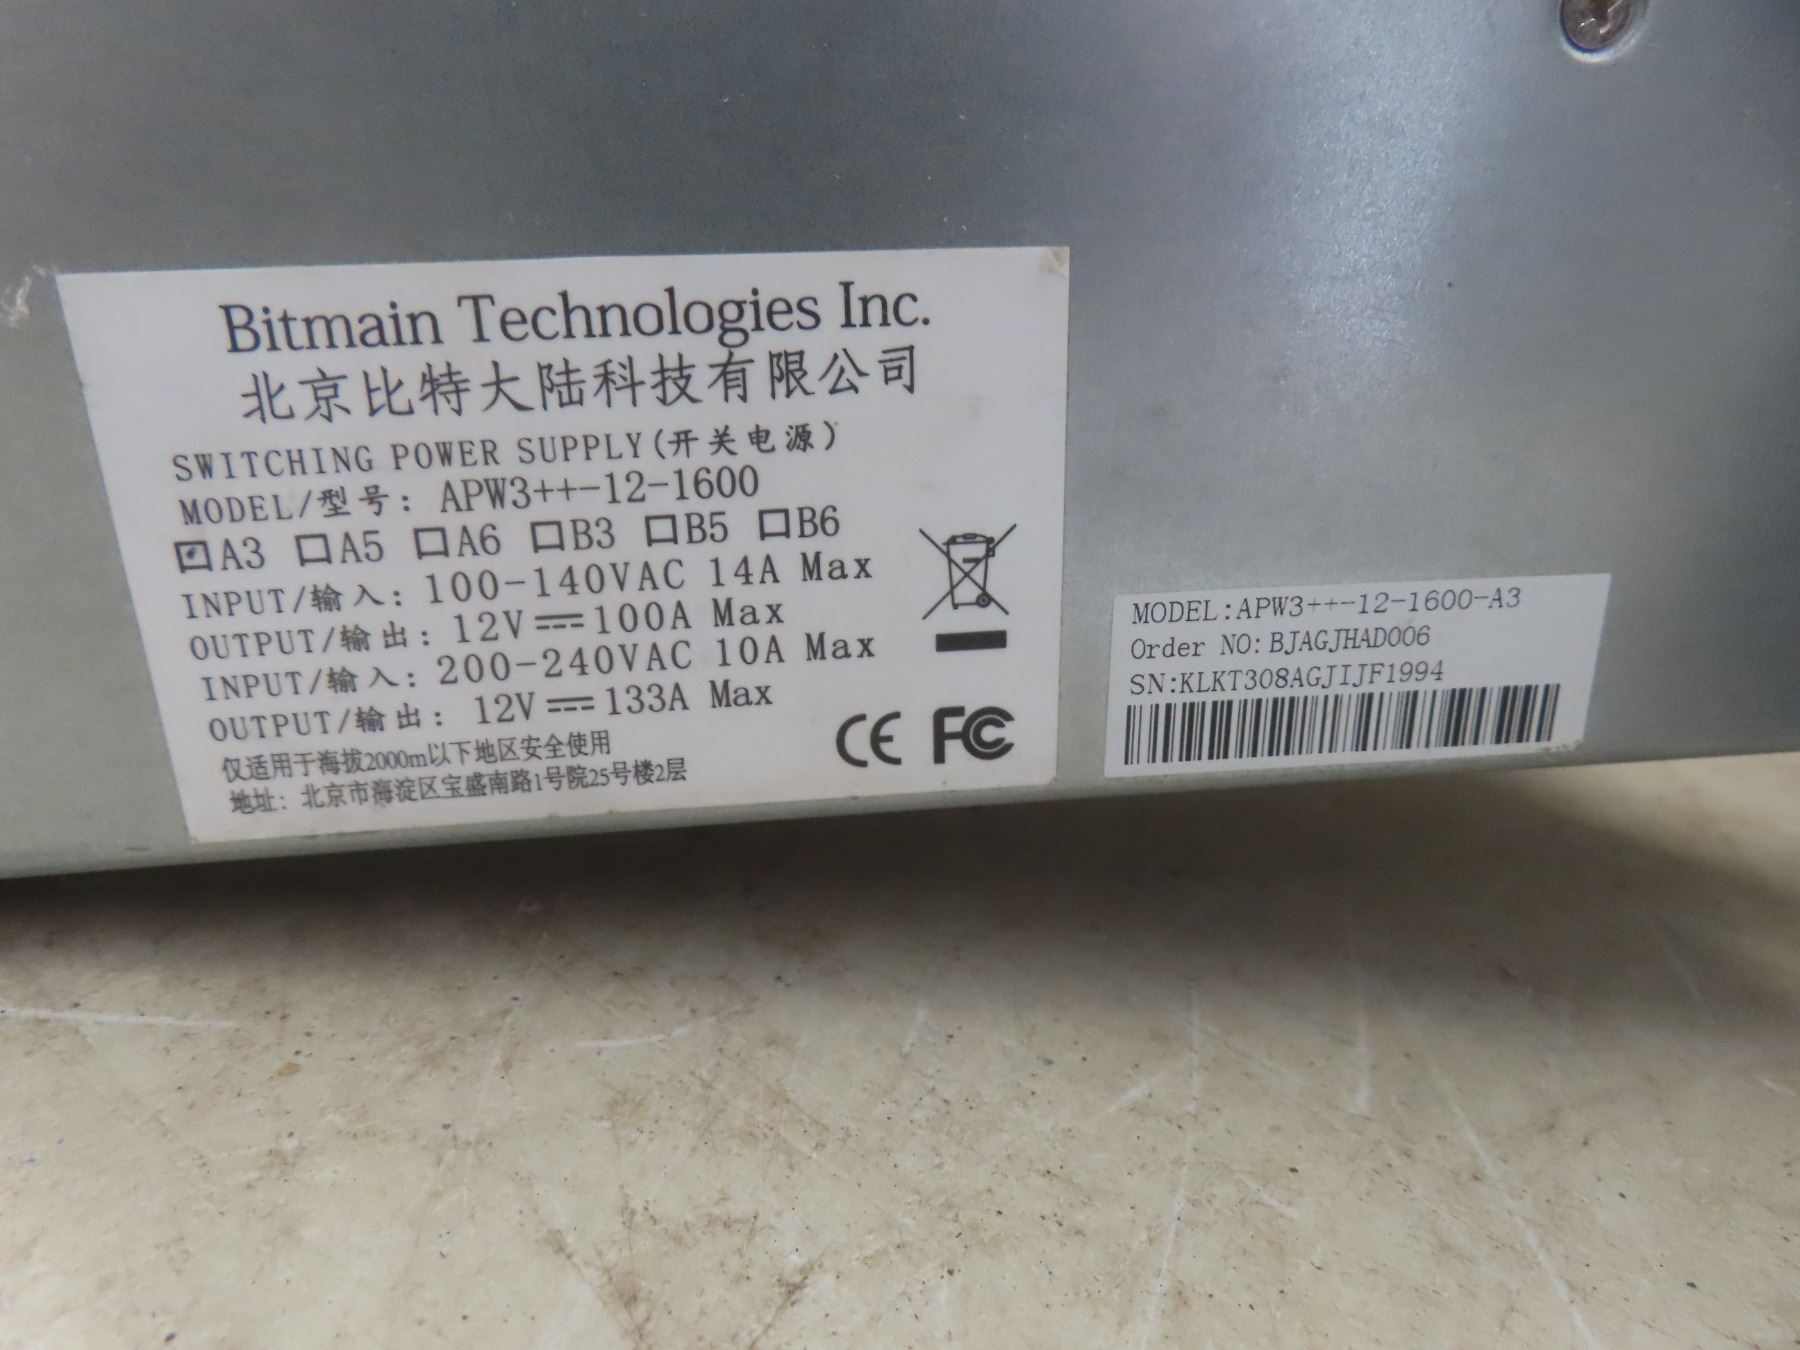 Bitmain Technologies Inc.
北京比特大陆科技有限公司
SWITCHING POWER SUPPLY(开关电源)
MODEL/型号: APW3++-12-1600
☑A3 ☐A5 ☐A6 ☐B3 ☐B5 ☐B6
INPUT/输入: 100-140VAC 14A Max
OUTPUT/输出: 12V⎓100A Max
INPUT/输入: 200-240VAC 10A Max
OUTPUT/输出: 12V⎓133A Max
仅适用于海拔2000m以下地区安全使用
地址: 北京市海淀区宝盛南路1号院25号楼2层
CE FC
MODEL:APW3++-12-1600-A3
Order NO:BJAGJHAD006
SN:KLKT308AGJIJF1994